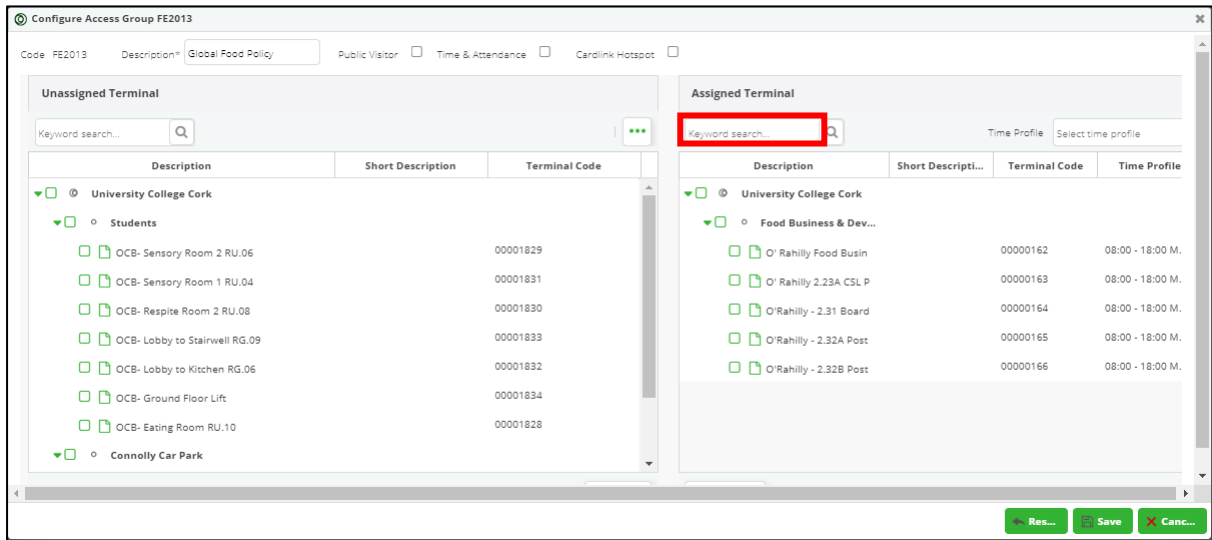 Configure Access Group FE2013
Code FE2013 Description* Global Food Policy Public Visitor Time & Attendance Cardlink Hotspot
Unassigned Terminal
Keyword search...
Description Short Description Terminal Code
University College Cork
Students
OCB- Sensory Room 2 RU.06 00001829
OCB- Sensory Room 1 RU.04 00001831
OCB- Respite Room 2 RU.08 00001830
OCB- Lobby to Stairwell RG.09 00001833
OCB- Lobby to Kitchen RG.06 00001832
OCB- Ground Floor Lift 00001834
OCB- Eating Room RU.10 00001828
Connolly Car Park
Assigned Terminal
Keyword search... Time Profile Select time profile
Description Short Descripti... Terminal Code Time Profile
University College Cork
Food Business & Dev...
O' Rahilly Food Busin 00000162 08:00 - 18:00 M.
O' Rahilly 2.23A CSL P 00000163 08:00 - 18:00 M.
O'Rahilly - 2.31 Board 00000164 08:00 - 18:00 M.
O'Rahilly - 2.32A Post 00000165 08:00 - 18:00 M.
O'Rahilly - 2.32B Post 00000166 08:00 - 18:00 M.
Res... Save Canc...